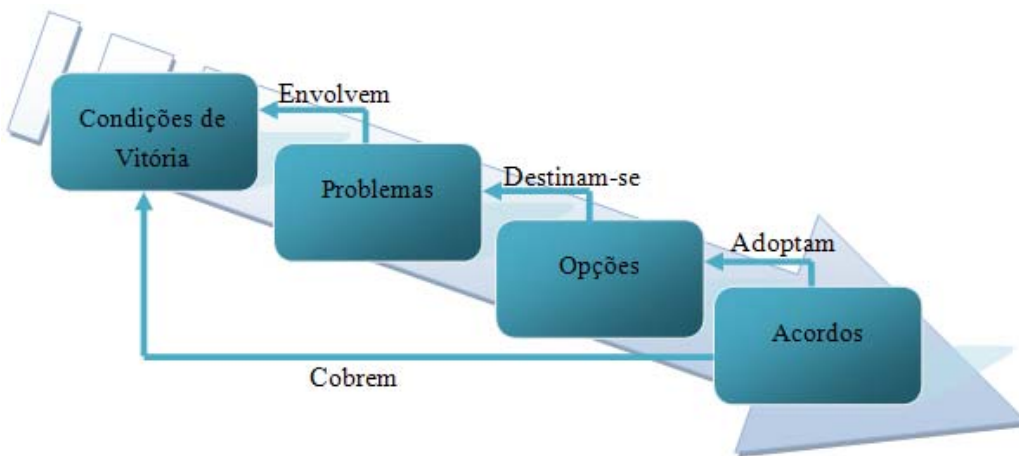 Condições de
Vitória
Envolvem
Problemas
Destinam-se
Opções
Adoptam
Acordos
Cobrem